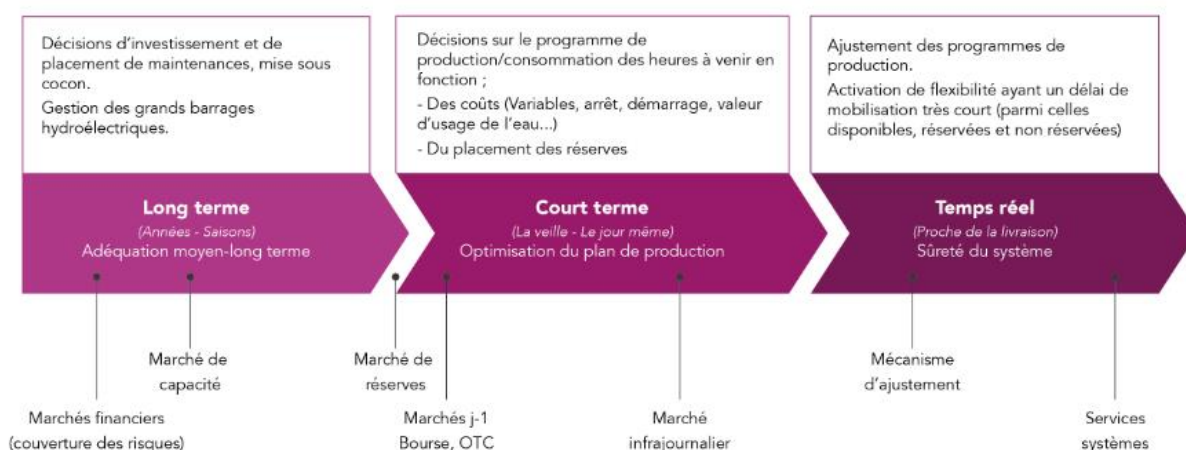 Décisions d'investissement et de
placement de maintenances, mise sous
cocon.
Gestion des grands barrages
hydroélectriques.
Décisions sur le programme de
production/consommation des heures à venir en
fonction ;
- Des coûts (Variables, arrêt, démarrage, valeur
d'usage de l'eau...)
- Du placement des réserves
Ajustement des programmes de
production.
Activation de flexibilité ayant un délai de
mobilisation très court (parmi celles
disponibles, réservées et non réservées)
Long terme
(Années - Saisons)
Adéquation moyen-long terme
Court terme
(La veille - Le jour même)
Optimisation du plan de production
Temps réel
(Proche de la livraison)
Sûreté du système
Marché de
capacité
Marché de
réserves
Mécanisme
d'ajustement
Marchés financiers
(couverture des risques)
Marchés j-1
Bourse, OTC
Marché
infrajournalier
Services
systèmes